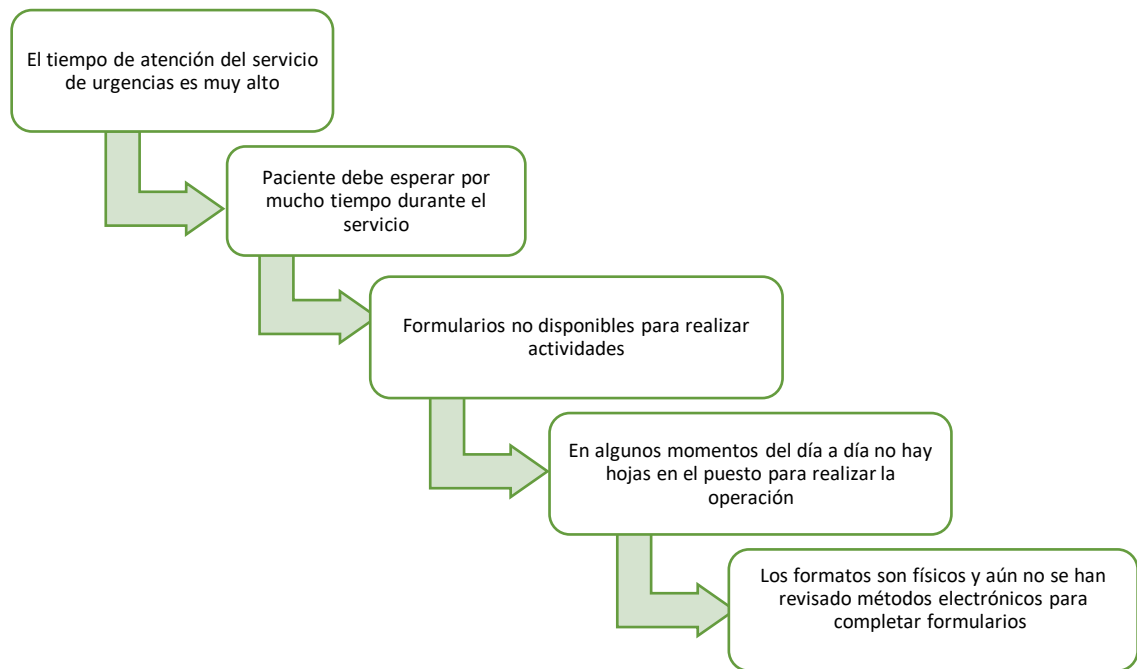 El tiempo de atención del servicio
de urgencias es muy alto
Paciente debe esperar por
mucho tiempo durante el
servicio
Formularios no disponibles para realizar
actividades
En algunos momentos del día a día no hay
hojas en el puesto para realizar la
operación
Los formatos son físicos y aún no se han
revisado métodos electrónicos para
completar formularios